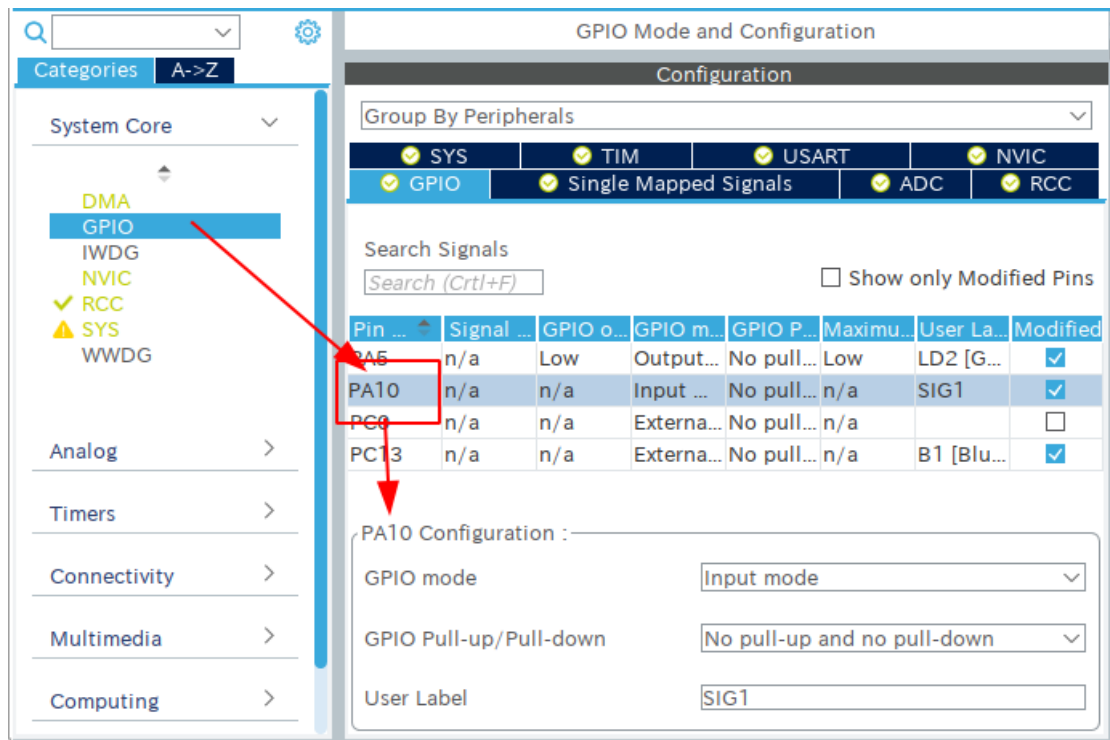 GPIO Mode and Configuration
Categories A->Z
System Core
DMA
GPIO
IWDG
NVIC
RCC
SYS
WWDG
Analog
Timers
Connectivity
Multimedia
Computing
Configuration
Group By Peripherals
SYS TIM USART NVIC
GPIO Single Mapped Signals ADC RCC
Search Signals
Search (Crtl+F) Show only Modified Pins
Pin ... Signal ... GPIO o... GPIO m... GPIO P... Maximu... User La... Modified
PA5 n/a Low Output... No pull... Low LD2 [G...
PA10 n/a n/a Input ... No pull... n/a SIG1
n/a n/a Externa... No pull... n/a
PC13 n/a n/a Externa... No pull... n/a B1 [Blu...
PA10 Configuration :
GPIO mode Input mode
GPIO Pull-up/Pull-down No pull-up and no pull-down
User Label SIG1